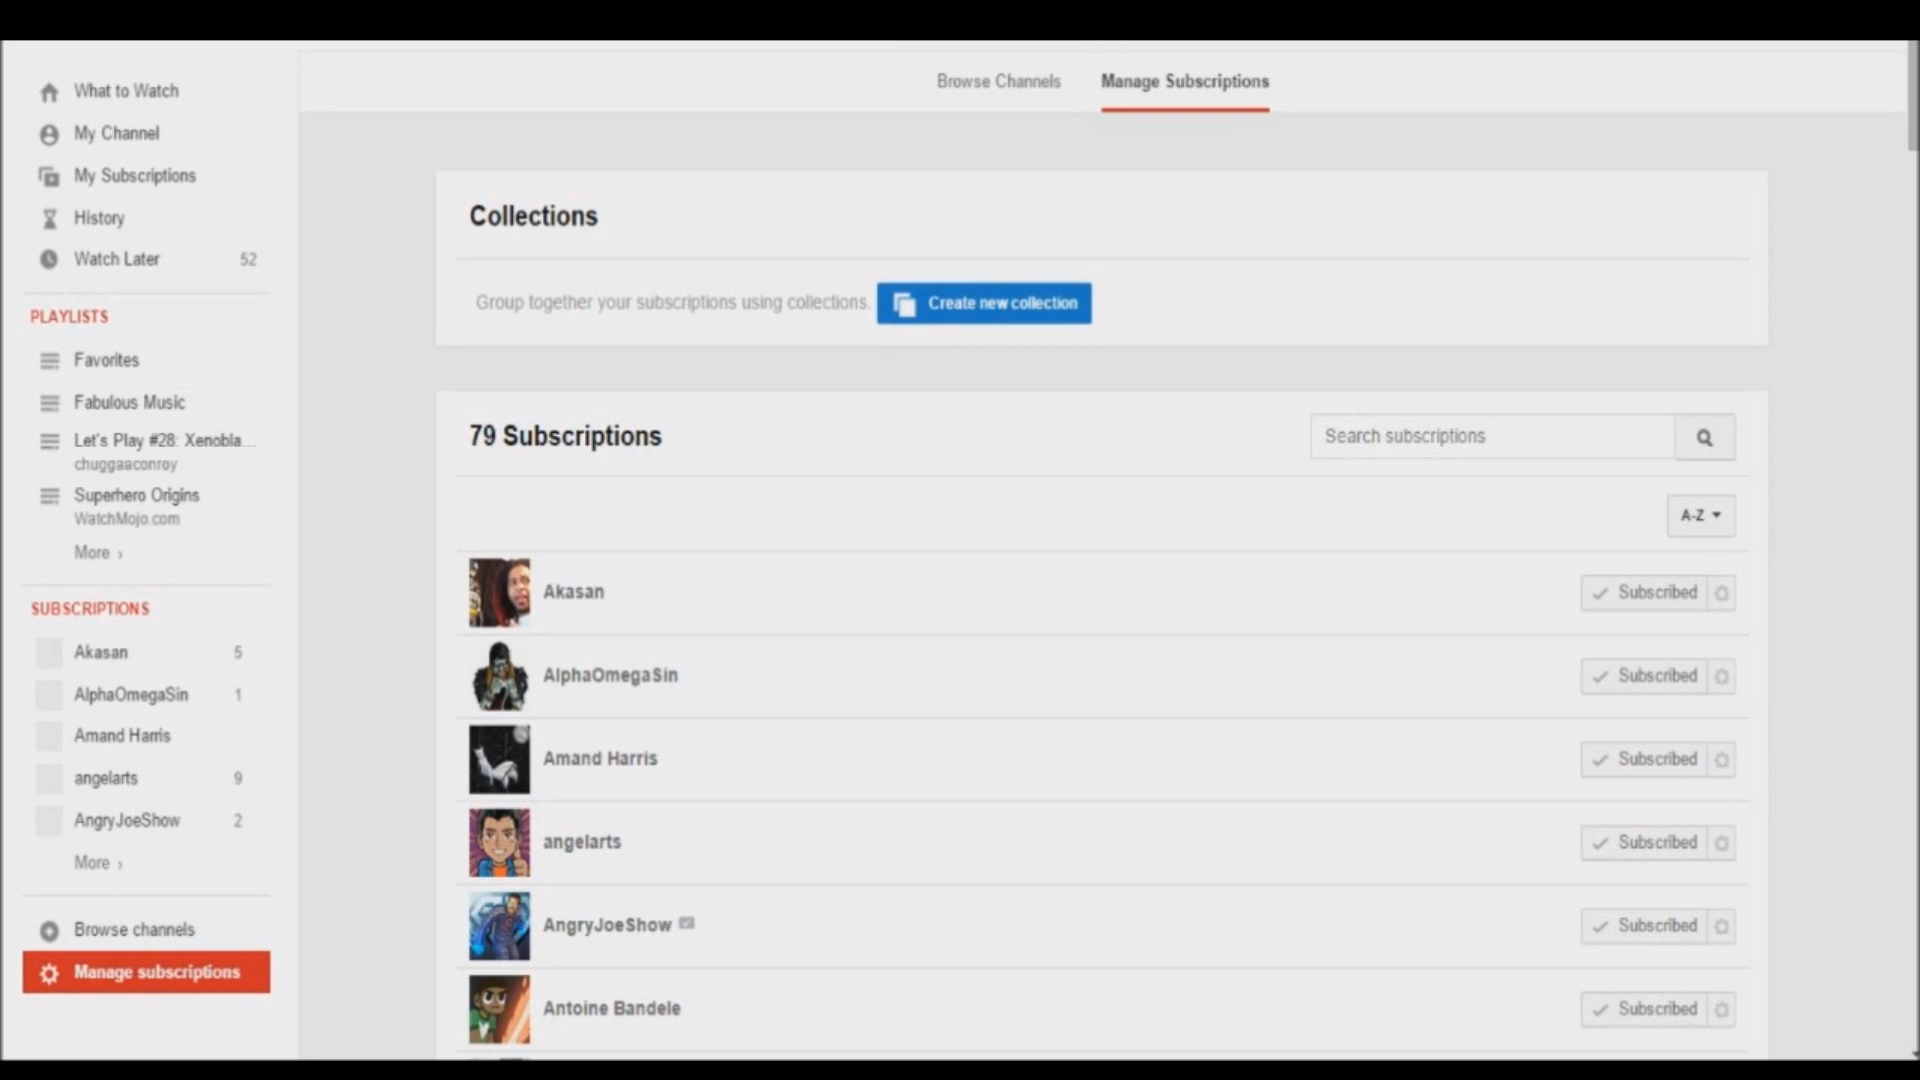 What to Watch
My Channel
My Subscriptions
History
Watch Later 52
PLAYLISTS
Favorites
Fabulous Music
Let's Play #28: Xenobla...
chuggaaconroy
Superhero Origins
WatchMojo.com
More ›
SUBSCRIPTIONS
Akasan 5
AlphaOmegaSin 1
Amand Harris
angelarts 9
AngryJoeShow 2
More ›
Browse channels
Manage subscriptions
Browse Channels Manage Subscriptions
Collections
Group together your subscriptions using collections. Create new collection
79 Subscriptions Search subscriptions
A-Z
Akasan Subscribed
AlphaOmegaSin Subscribed
Amand Harris Subscribed
angelarts Subscribed
AngryJoeShow Subscribed
Antoine Bandele Subscribed